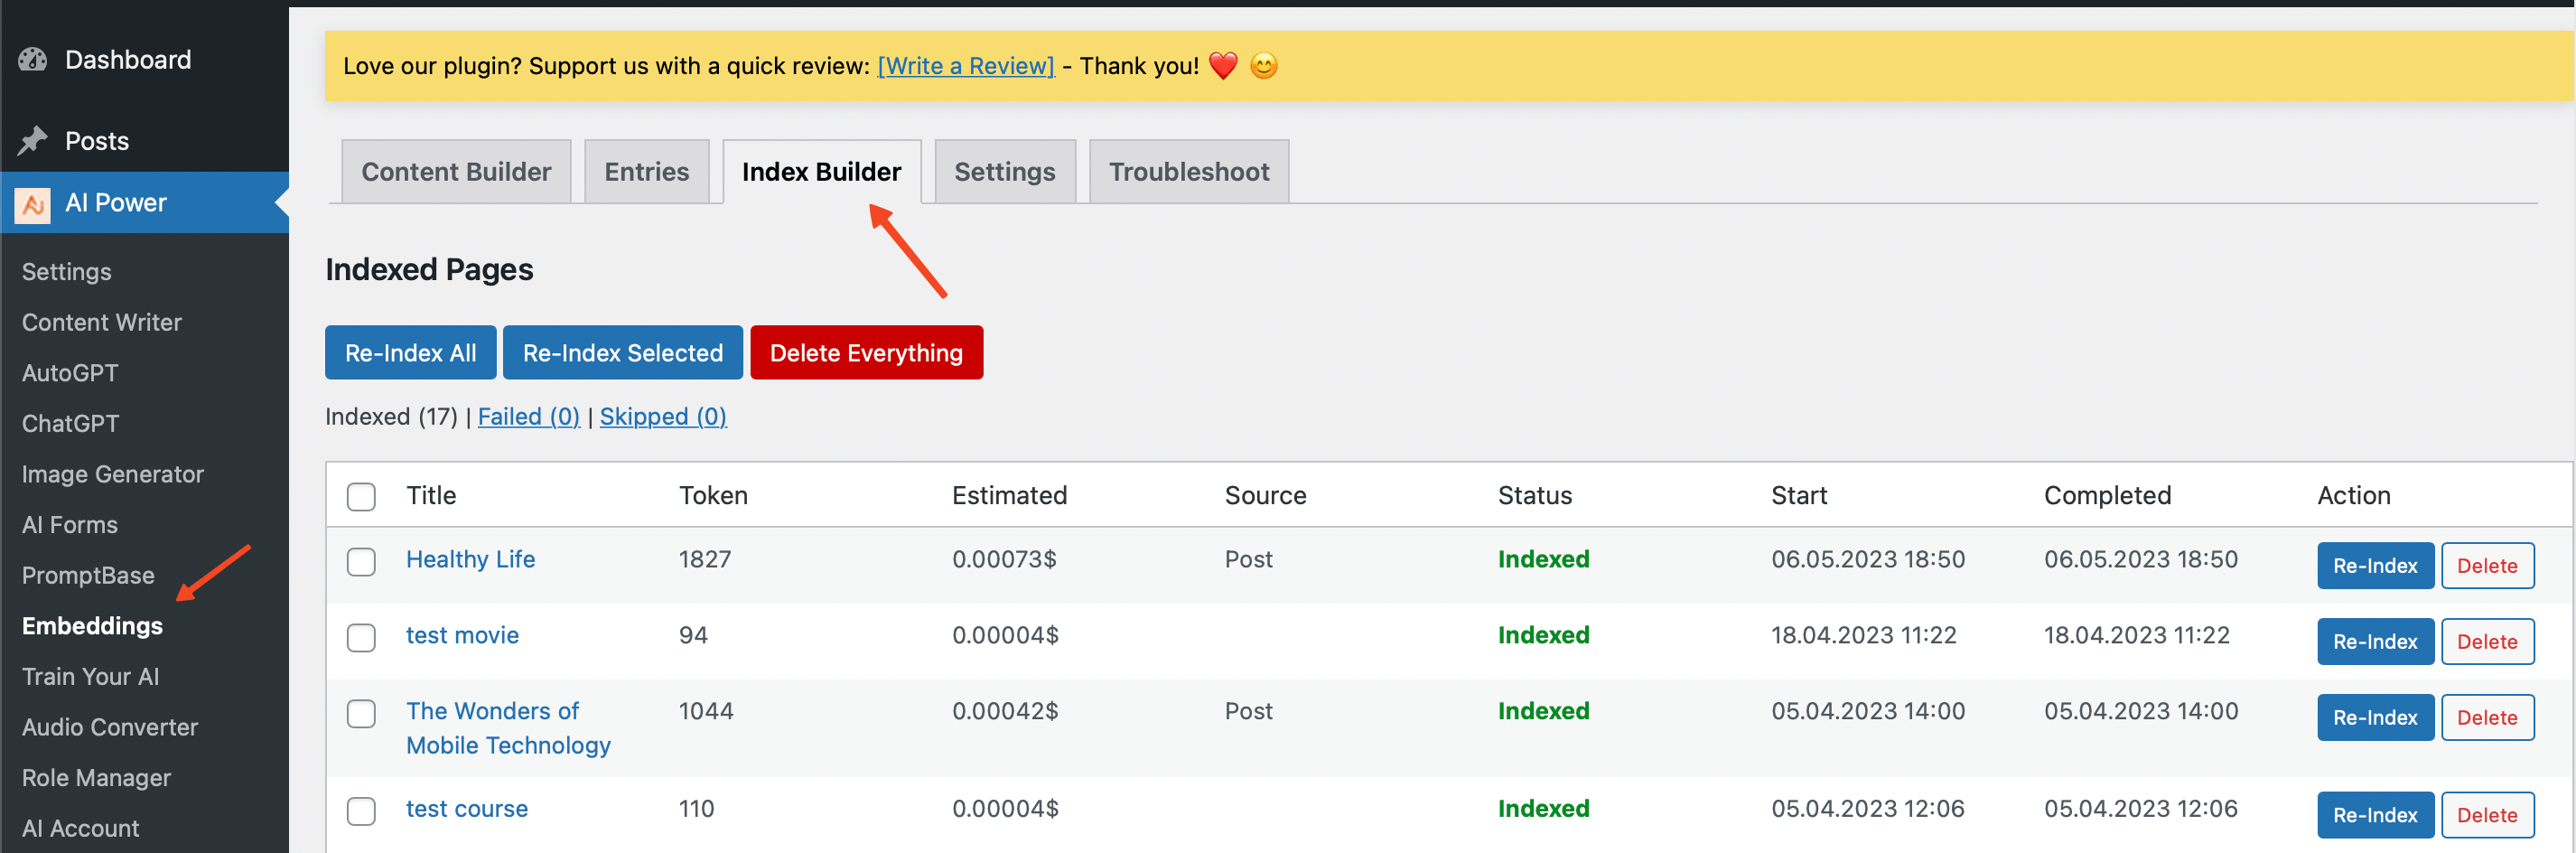 Dashboard
Posts
AI Power
Settings
Content Writer
AutoGPT
ChatGPT
Image Generator
AI Forms
PromptBase
Embeddings
Train Your AI
Audio Converter
Role Manager
AI Account
Love our plugin? Support us with a quick review: [Write a Review] - Thank you! ❤️ 😊
Content Builder Entries Index Builder Settings Troubleshoot
Indexed Pages
Re-Index All Re-Index Selected Delete Everything
Indexed (17) | Failed (0) | Skipped (0)
Title Token Estimated Source Status Start Completed Action
Healthy Life 1827 0.00073$ Post Indexed 06.05.2023 18:50 06.05.2023 18:50 Re-Index Delete
test movie 94 0.00004$ Indexed 18.04.2023 11:22 18.04.2023 11:22 Re-Index Delete
The Wonders of 1044 0.00042$ Post Indexed 05.04.2023 14:00 05.04.2023 14:00 Re-Index Delete
Mobile Technology
test course 110 0.00004$ Indexed 05.04.2023 12:06 05.04.2023 12:06 Re-Index Delete